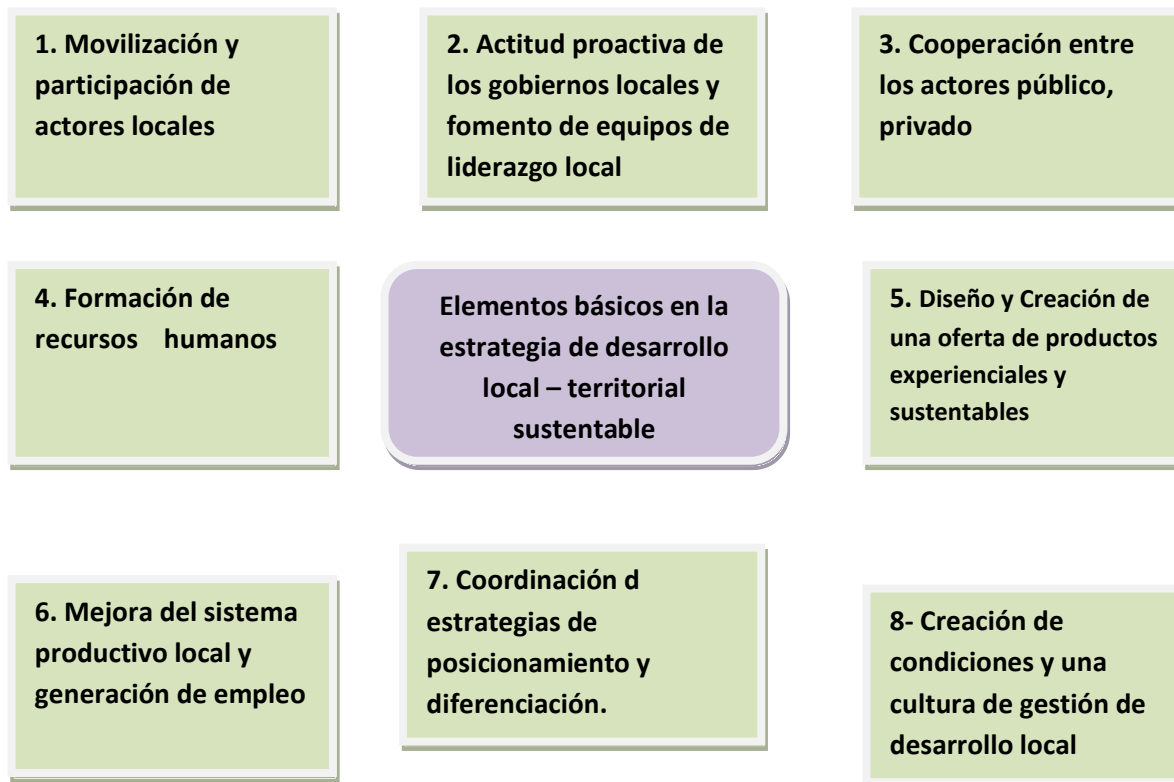 1. Movilización y
participación de
actores locales
2. Actitud proactiva de
los gobiernos locales y
fomento de equipos de
liderazgo local
3. Cooperación entre
los actores público,
privado
4. Formación de
recursos humanos
Elementos básicos en la
estrategia de desarrollo
local – territorial
sustentable
5. Diseño y Creación de
una oferta de productos
experienciales y
sustentables
6. Mejora del sistema
productivo local y
generación de empleo
7. Coordinación d
estrategias de
posicionamiento y
diferenciación.
8- Creación de
condiciones y una
cultura de gestión de
desarrollo local